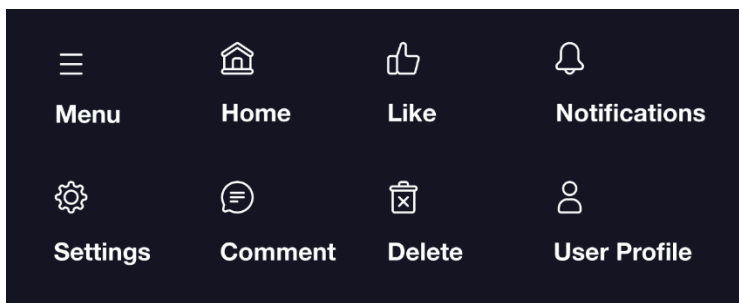 Menu
Home
Like
Notifications
Settings
Comment
Delete
User Profile